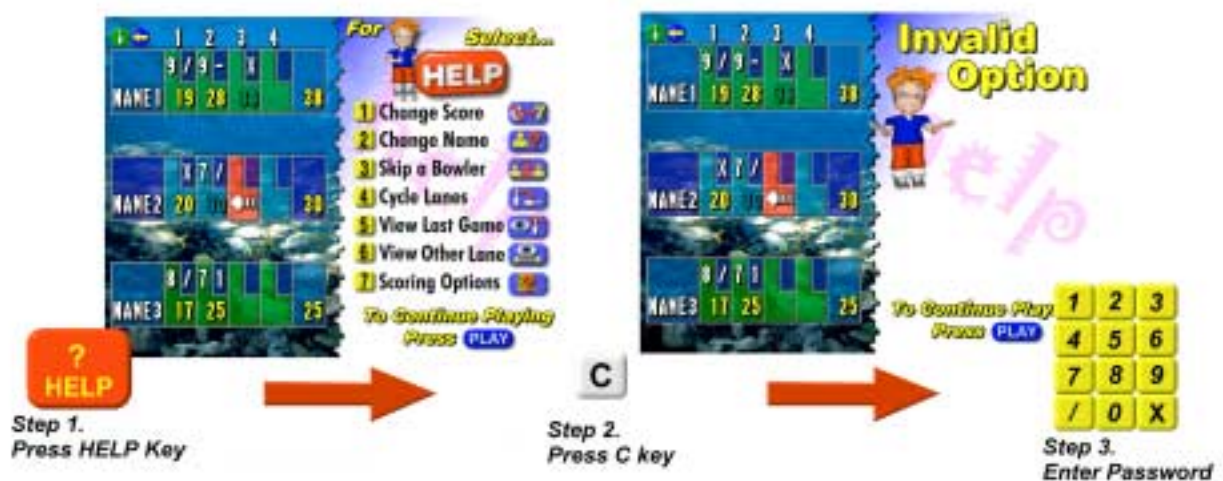 1 2 3 4
9 / 9 - X
NAME1 19 28 38
X 7 /
NAME2 20 30
8 / 7 1
NAME3 17 25 25
For Select...
HELP
1 Change Score
2 Change Name
3 Skip a Bowler
4 Cycle Lanes
5 View Last Game
6 View Other Lane
7 Scoring Options
To Continue Playing
Press PLAY
?
HELP
Step 1.
Press HELP Key
C
Step 2.
Press C key
1 2 3 4
9 / 9 - X
NAME1 19 28 38
X 7 /
NAME2 20 30
8 / 7 1
NAME3 17 25 25
Invalid
Option
Help
To Continue Play
Press PLAY
1 2 3
4 5 6
7 8 9
/ 0 X
Step 3.
Enter Password